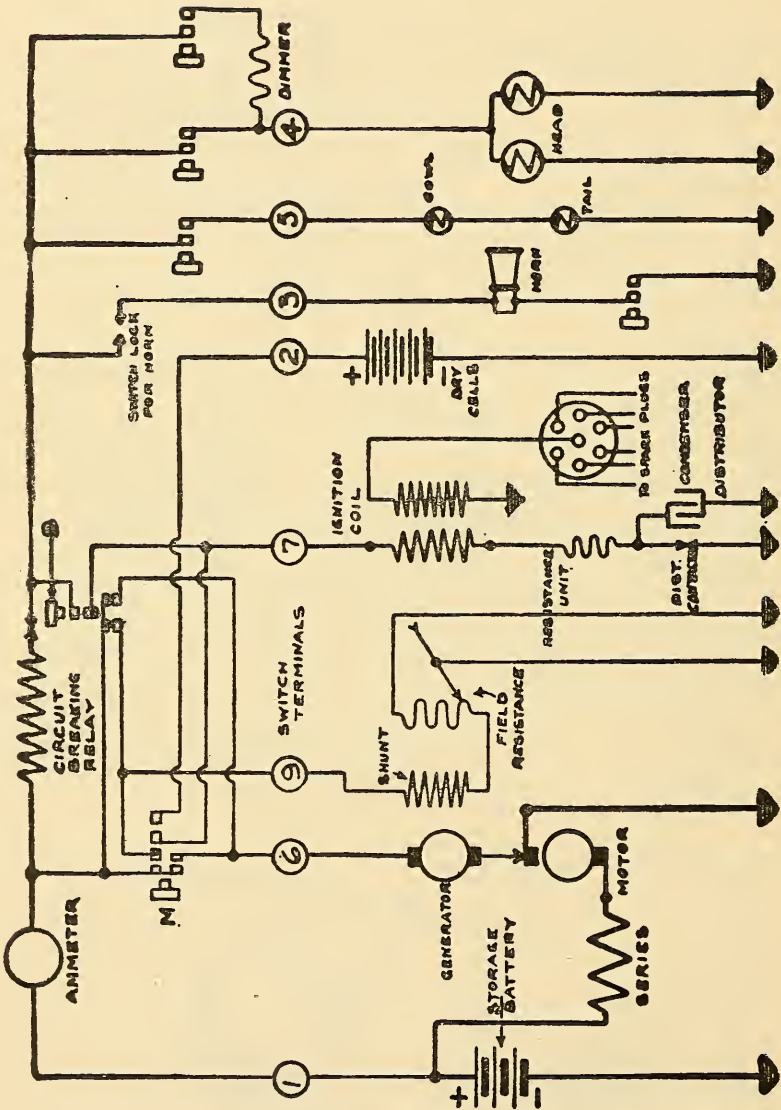 AMMETER
CIRCUIT
BREAKING
RELAY
SWITCH LOCK
FOR HORN
DIMMER
M
SWITCH
TERMINALS
1
6
9
7
2
3
5
4
STORAGE
BATTERY
+
−
GENERATOR
MOTOR
SERIES
SHUNT
FIELD
RESISTANCE
IGNITION
COIL
RESISTANCE
UNIT
DIST.
CONTACTS
CONDENSER
DISTRIBUTOR
TO SPARK PLUGS
+
−
DRY
CELLS
HORN
COWL
TAIL
HEAD